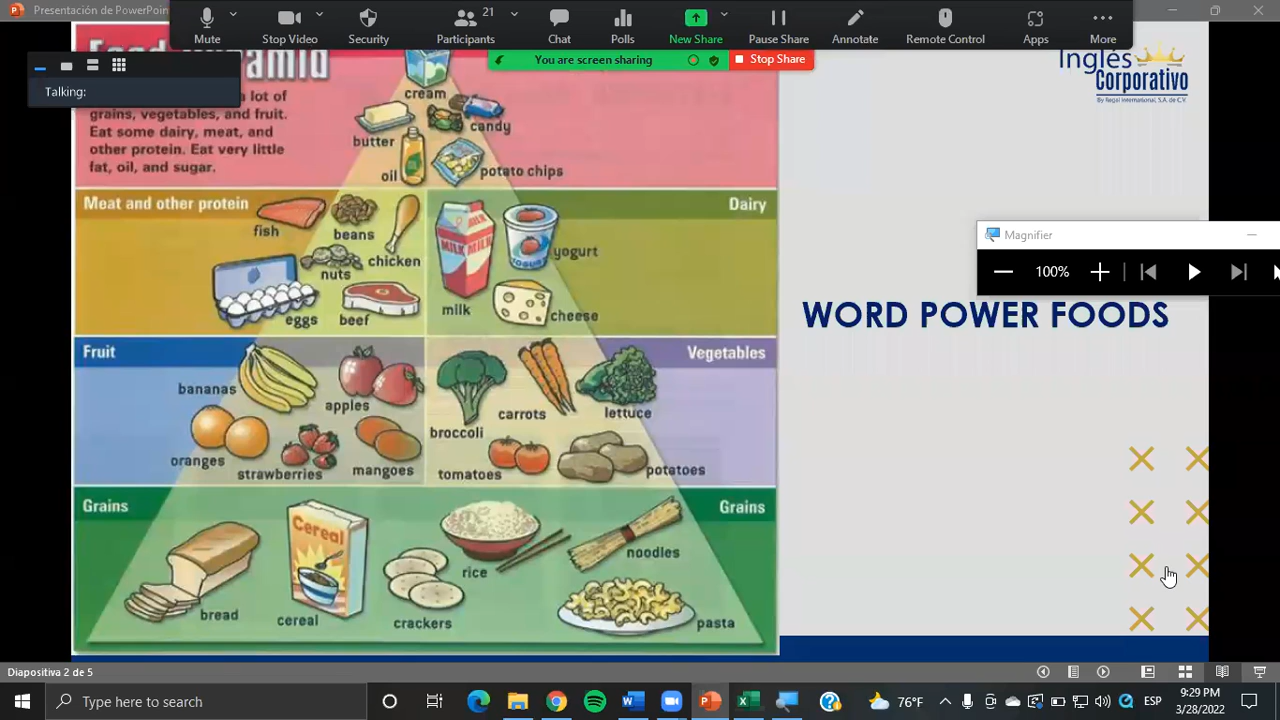 Presentación de PowerPoi
21
Mute
Stop Video
Security
Participants
Chat
Polls
New Share
Pause Share
Annotate
Remote Control
Apps
More
You are screen sharing
Stop Share
Talking:
a lot of
grains, vegetables, and fruit.
Eat some dairy, meat, and
other protein. Eat very little
fat, oil, and sugar.
cream
candy
butter
oil
potato chips
Meat and other protein
Dairy
fish
beans
chicken
nuts
eggs
beef
MILK
MILK
YOGURT
yogurt
milk
cheese
Fruit
Vegetables
bananas
apples
oranges
strawberries
mangoes
broccoli
carrots
lettuce
tomatoes
potatoes
Grains
Grains
Cereal
bread
cereal
crackers
rice
noodles
pasta
Inglés
Corporativo
By Regal International, S.A. de C.V.
Magnifier
100%
WORD POWER FOODS
Diapositiva 2 de 5
Type here to search
76°F
ESP
9:29 PM
3/28/2022